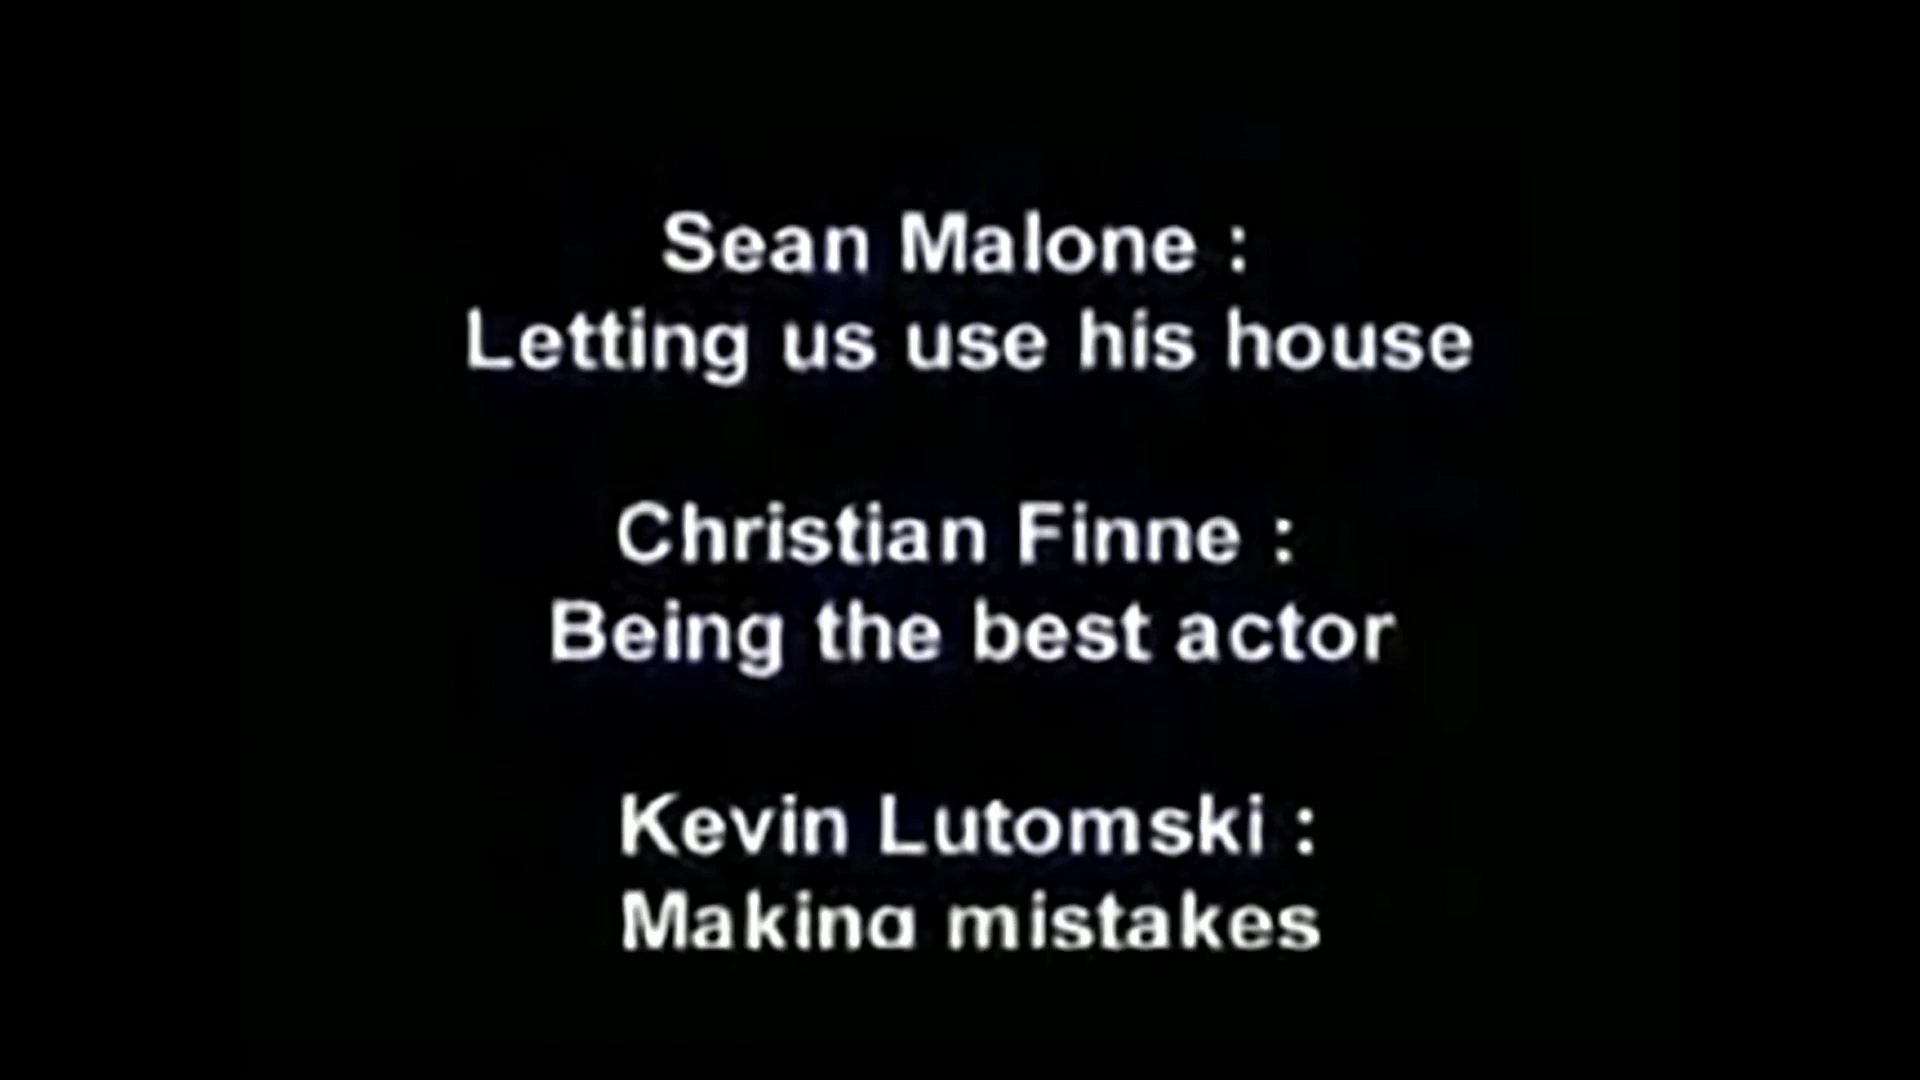 Sean Malone :
Letting us use his house
Christian Finne :
Being the best actor
Kevin Lutomski :
Making mistakes